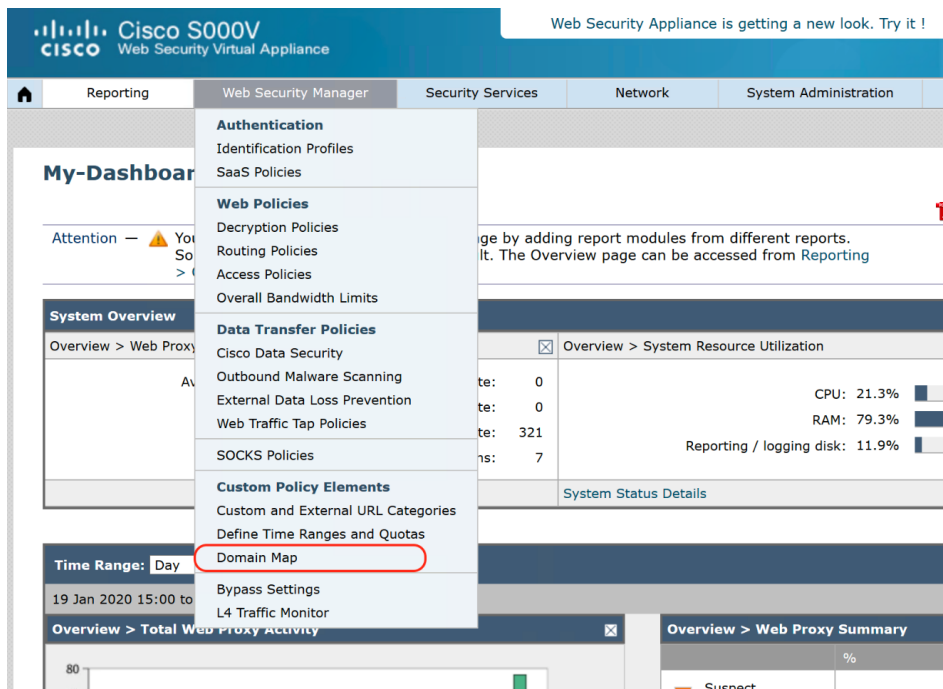 Cisco S000V
CISCO Web Security Virtual Appliance
Web Security Appliance is getting a new look. Try it !
Reporting Web Security Manager Security Services Network System Administration
Authentication
Identification Profiles
SaaS Policies
Web Policies
Decryption Policies
Routing Policies
Access Policies
Overall Bandwidth Limits
Data Transfer Policies
Cisco Data Security
Outbound Malware Scanning
External Data Loss Prevention
Web Traffic Tap Policies
SOCKS Policies
Custom Policy Elements
Custom and External URL Categories
Define Time Ranges and Quotas
Domain Map
Bypass Settings
L4 Traffic Monitor
My-Dashboar
Attention — You ge by adding report modules from different reports.
So lt. The Overview page can be accessed from Reporting
>
System Overview
Overview > Web Proxy
Av te: 0
te: 0
te: 321
ns: 7
Overview > System Resource Utilization
CPU: 21.3%
RAM: 79.3%
Reporting / logging disk: 11.9%
System Status Details
Time Range: Day
19 Jan 2020 15:00 to
Overview > Total Web Proxy Activity
80
Overview > Web Proxy Summary
%
Suspect